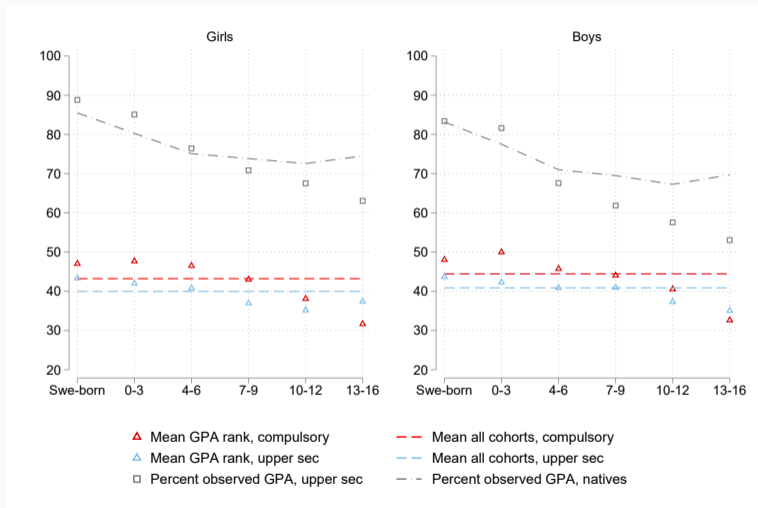 Girls
Boys
100
90
80
70
60
50
40
30
20
Swe-born 0-3 4-6 7-9 10-12 13-16
100
90
80
70
60
50
40
30
20
Swe-born 0-3 4-6 7-9 10-12 13-16
Mean GPA rank, compulsory
Mean all cohorts, compulsory
Mean GPA rank, upper sec
Mean all cohorts, upper sec
Percent observed GPA, upper sec
Percent observed GPA, natives